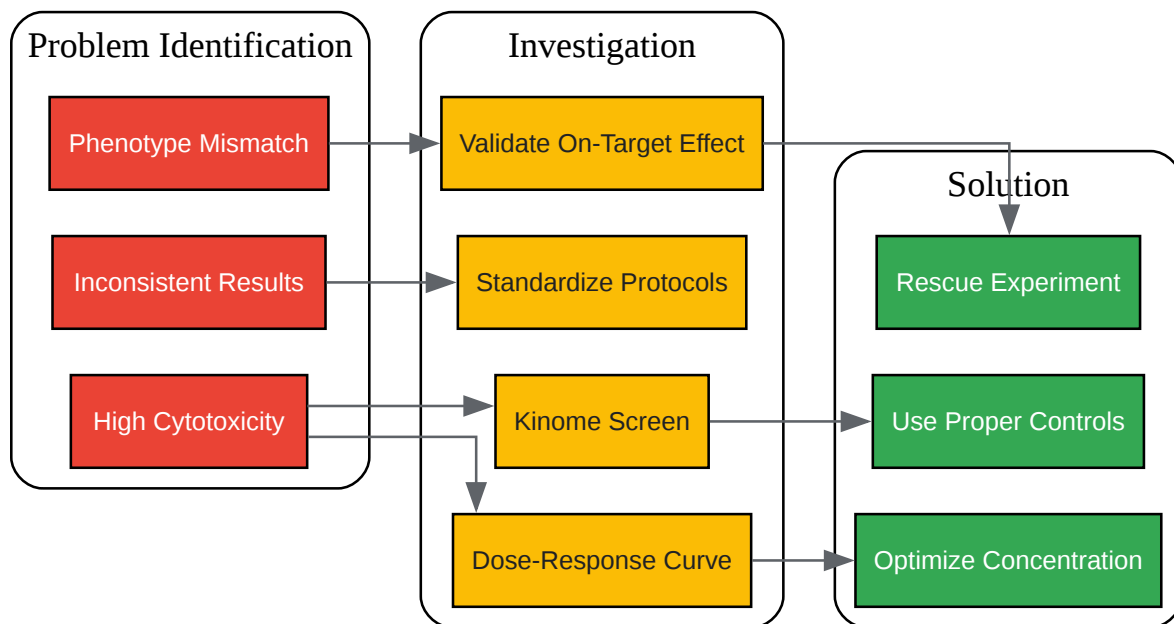 Problem Identification
Phenotype Mismatch
Inconsistent Results
High Cytotoxicity
Investigation
Validate On-Target Effect
Standardize Protocols
Kinome Screen
Dose-Response Curve
Solution
Rescue Experiment
Use Proper Controls
Optimize Concentration